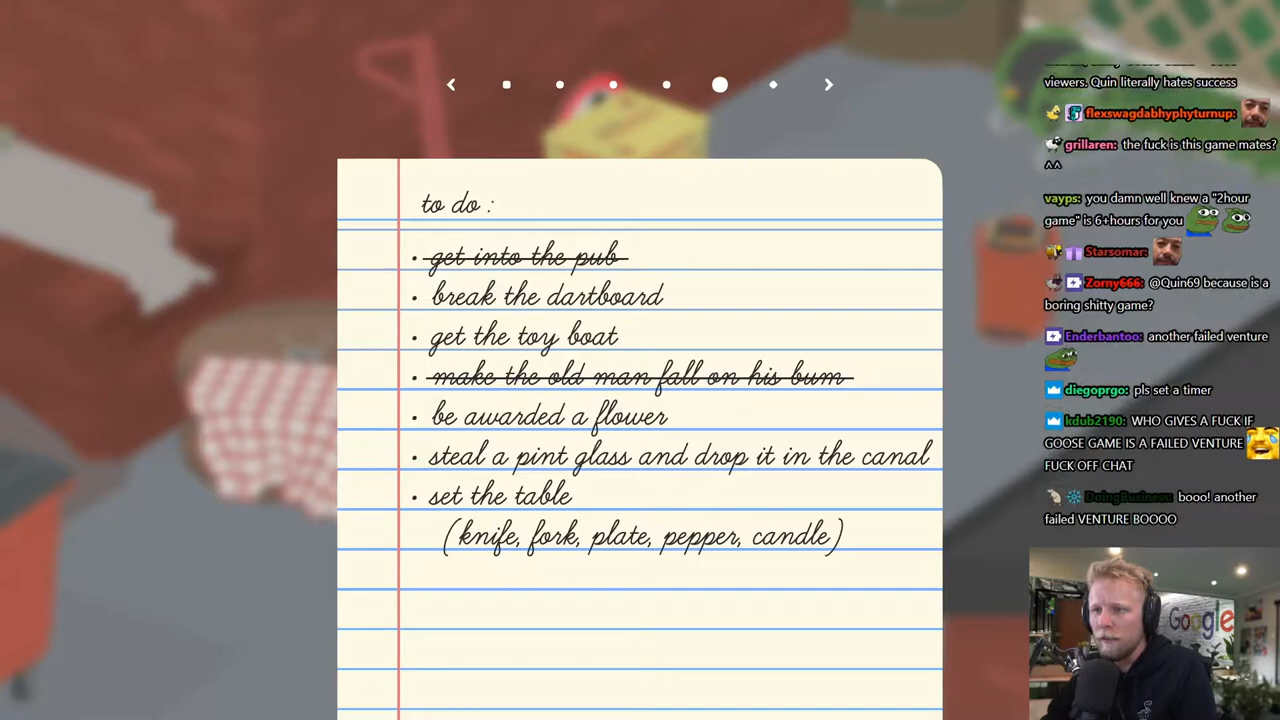 to do :
• get into the pub
• break the dartboard
• get the toy boat
• make the old man fall on his bum
• be awarded a flower
• steal a pint glass and drop it in the canal
• set the table
(knife, fork, plate, pepper, candle)
viewers. Quin literally hates success
flexswagdabhyphyturnup:
grillaren: the fuck is this game mates?
^^
vayps: you damn well knew a "2hour
game" is 6+hours for you
Starsomar:
Zorny666: @Quin69 because is a
boring shitty game?
Enderbantoo: another failed venture
diegoprgo: pls set a timer
kdub2190: WHO GIVES A FUCK IF
GOOSE GAME IS A FAILED VENTURE
FUCK OFF CHAT
DoingBusiness: booo! another
failed VENTURE BOOOO
Google